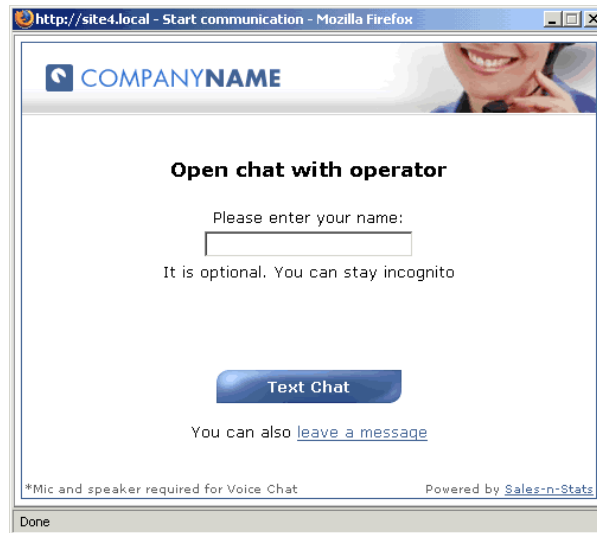 http://site4.local - Start communication - Mozilla Firefox
COMPANYNAME
Open chat with operator
Please enter your name:
It is optional. You can stay incognito
Text Chat
You can also leave a message
*Mic and speaker required for Voice Chat Powered by Sales-n-Stats
Done